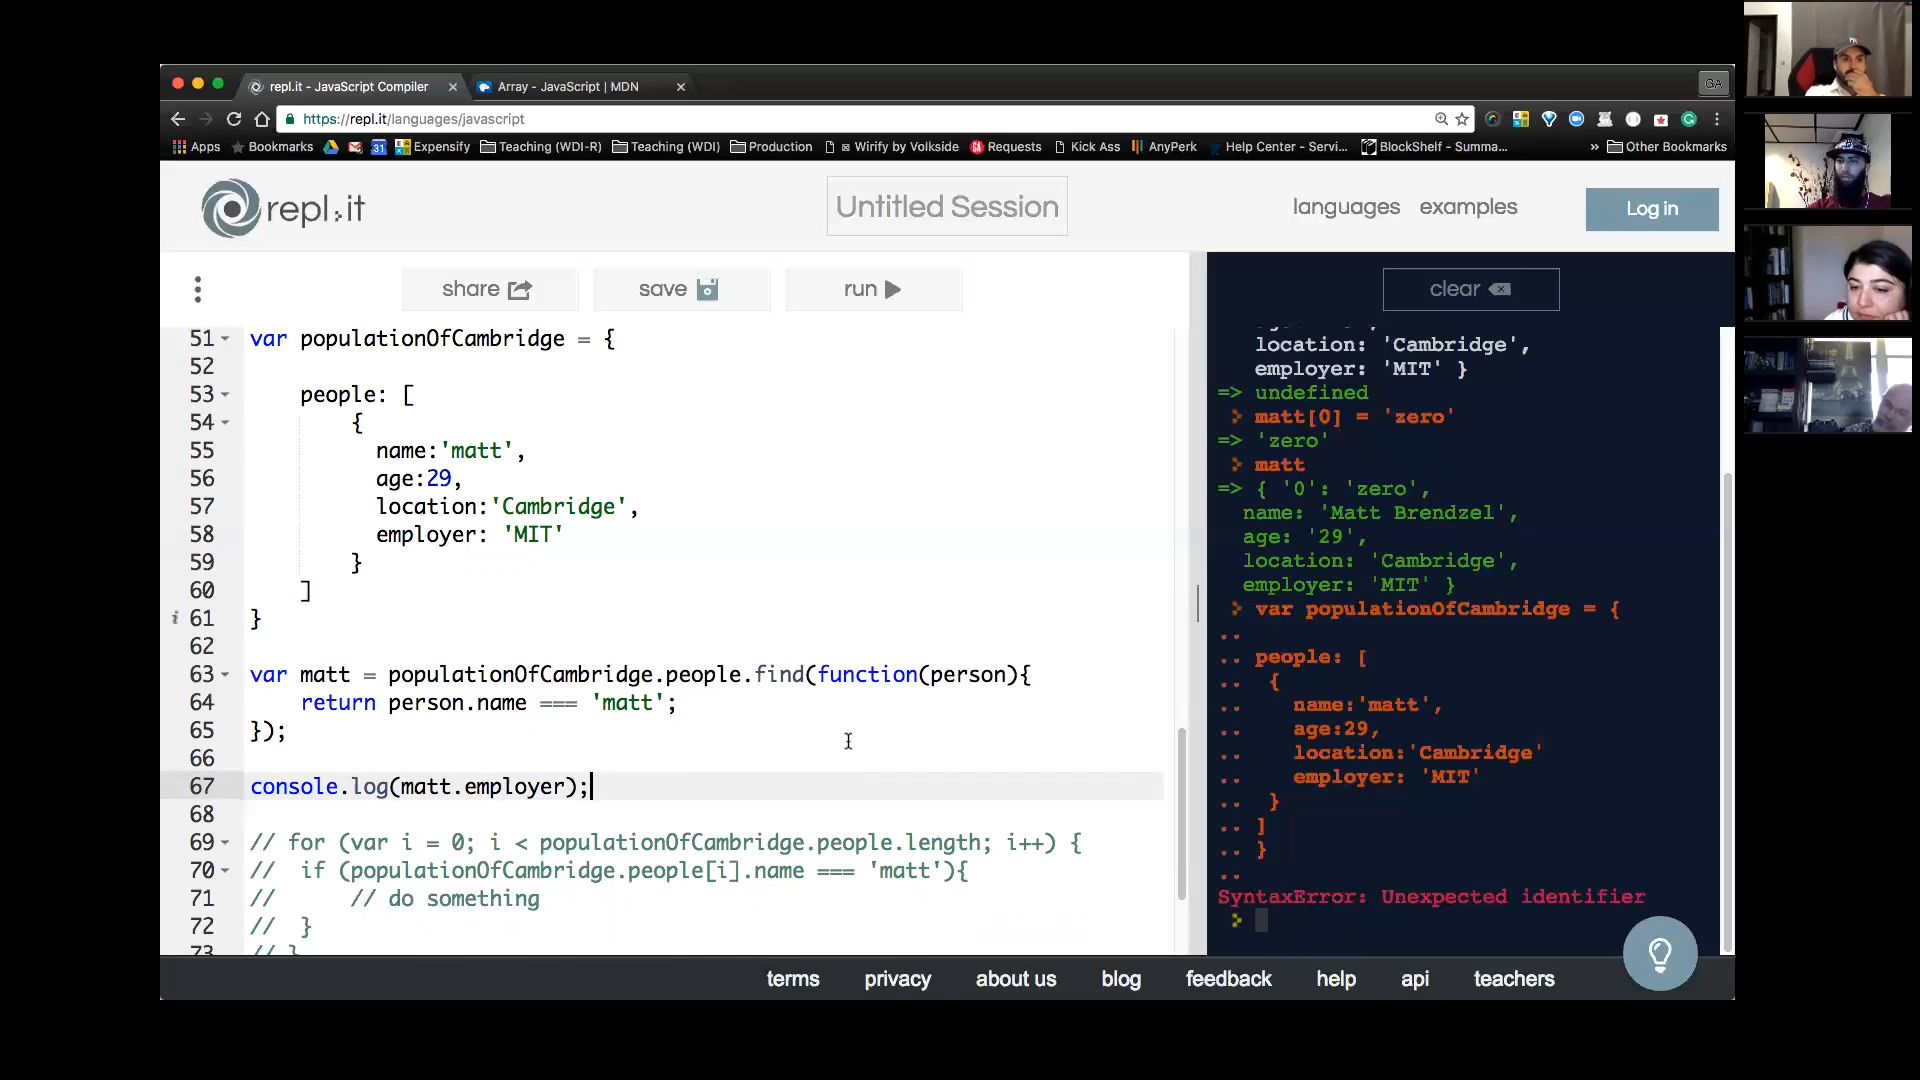 repl.it - JavaScript Compiler
Array - JavaScript | MDN
GA
https://repl.it/languages/javascript
Apps
Bookmarks
31
Expensify
Teaching (WDI-R)
Teaching (WDI)
Production
Wirify by Volkside
Requests
Kick Ass
AnyPerk
Help Center - Servi...
BlockShelf - Summa...
» Other Bookmarks
repl.it
Untitled Session
languages
examples
Log in
share
save
run
clear
51 var populationOfCambridge = {
52
53 people: [
54 {
55 name:'matt',
56 age:29,
57 location:'Cambridge',
58 employer: 'MIT'
59 }
60 ]
i 61 }
62
63 var matt = populationOfCambridge.people.find(function(person){
64 return person.name === 'matt';
65 });
66
67 console.log(matt.employer);
68
69 // for (var i = 0; i < populationOfCambridge.people.length; i++) {
70 // if (populationOfCambridge.people[i].name === 'matt'){
71 // // do something
72 // }
73 // }
location: 'Cambridge',
employer: 'MIT' }
=> undefined
matt[0] = 'zero'
=> 'zero'
matt
=> { '0': 'zero',
name: 'Matt Brendzel',
age: '29',
location: 'Cambridge',
employer: 'MIT' }
var populationOfCambridge = {
..
.. people: [
.. {
.. name:'matt',
.. age:29,
.. location:'Cambridge'
.. employer: 'MIT'
.. }
.. ]
.. }
..
SyntaxError: Unexpected identifier
terms
privacy
about us
blog
feedback
help
api
teachers